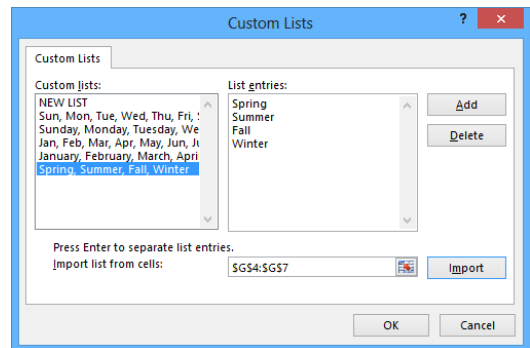 Custom Lists
?
×
Custom Lists
Custom lists:
NEW LIST
Sun, Mon, Tue, Wed, Thu, Fri, S
Sunday, Monday, Tuesday, We
Jan, Feb, Mar, Apr, May, Jun, Ju
January, February, March, Apri
Spring, Summer, Fall, Winter
List entries:
Spring
Summer
Fall
Winter
Add
Delete
Press Enter to separate list entries.
Import list from cells:
$G$4:$G$7
Import
OK
Cancel